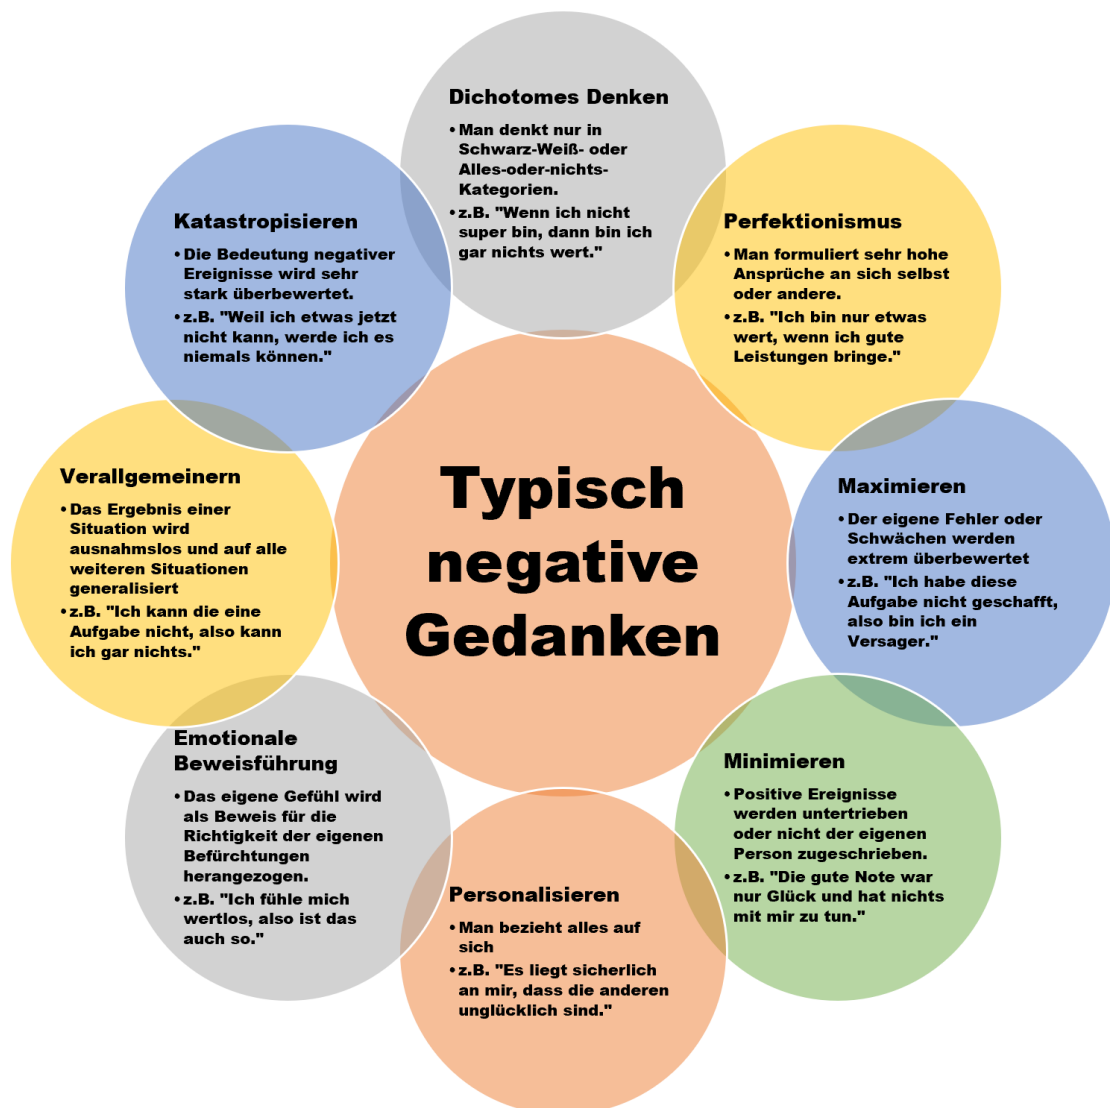 Dichotomes Denken
• Man denkt nur in
Schwarz-Weiß- oder
Alles-oder-nichts-
Kategorien.
• z.B. "Wenn ich nicht
super bin, dann bin ich
gar nichts wert."
Perfektionismus
• Man formuliert sehr hohe
Ansprüche an sich selbst
oder andere.
• z.B. "Ich bin nur etwas
wert, wenn ich gute
Leistungen bringe."
Maximieren
• Der eigene Fehler oder
Schwächen werden
extrem überbewertet
• z.B. "Ich habe diese
Aufgabe nicht geschafft,
also bin ich ein
Versager."
Minimieren
• Positive Ereignisse
werden untertrieben
oder nicht der eigenen
Person zugeschrieben.
• z.B. "Die gute Note war
nur Glück und hat nichts
mit mir zu tun."
Personalisieren
• Man bezieht alles auf
sich
• z.B. "Es liegt sicherlich
an mir, dass die anderen
unglücklich sind."
Emotionale
Beweisführung
• Das eigene Gefühl wird
als Beweis für die
Richtigkeit der eigenen
Befürchtungen
herangezogen.
• z.B. "Ich fühle mich
wertlos, also ist das
auch so."
Verallgemeinern
• Das Ergebnis einer
Situation wird
ausnahmslos und auf alle
weiteren Situationen
generalisiert
• z.B. "Ich kann die eine
Aufgabe nicht, also kann
ich gar nichts."
Katastropisieren
• Die Bedeutung negativer
Ereignisse wird sehr
stark überbewertet.
• z.B. "Weil ich etwas jetzt
nicht kann, werde ich es
niemals können."
Typisch
negative
Gedanken